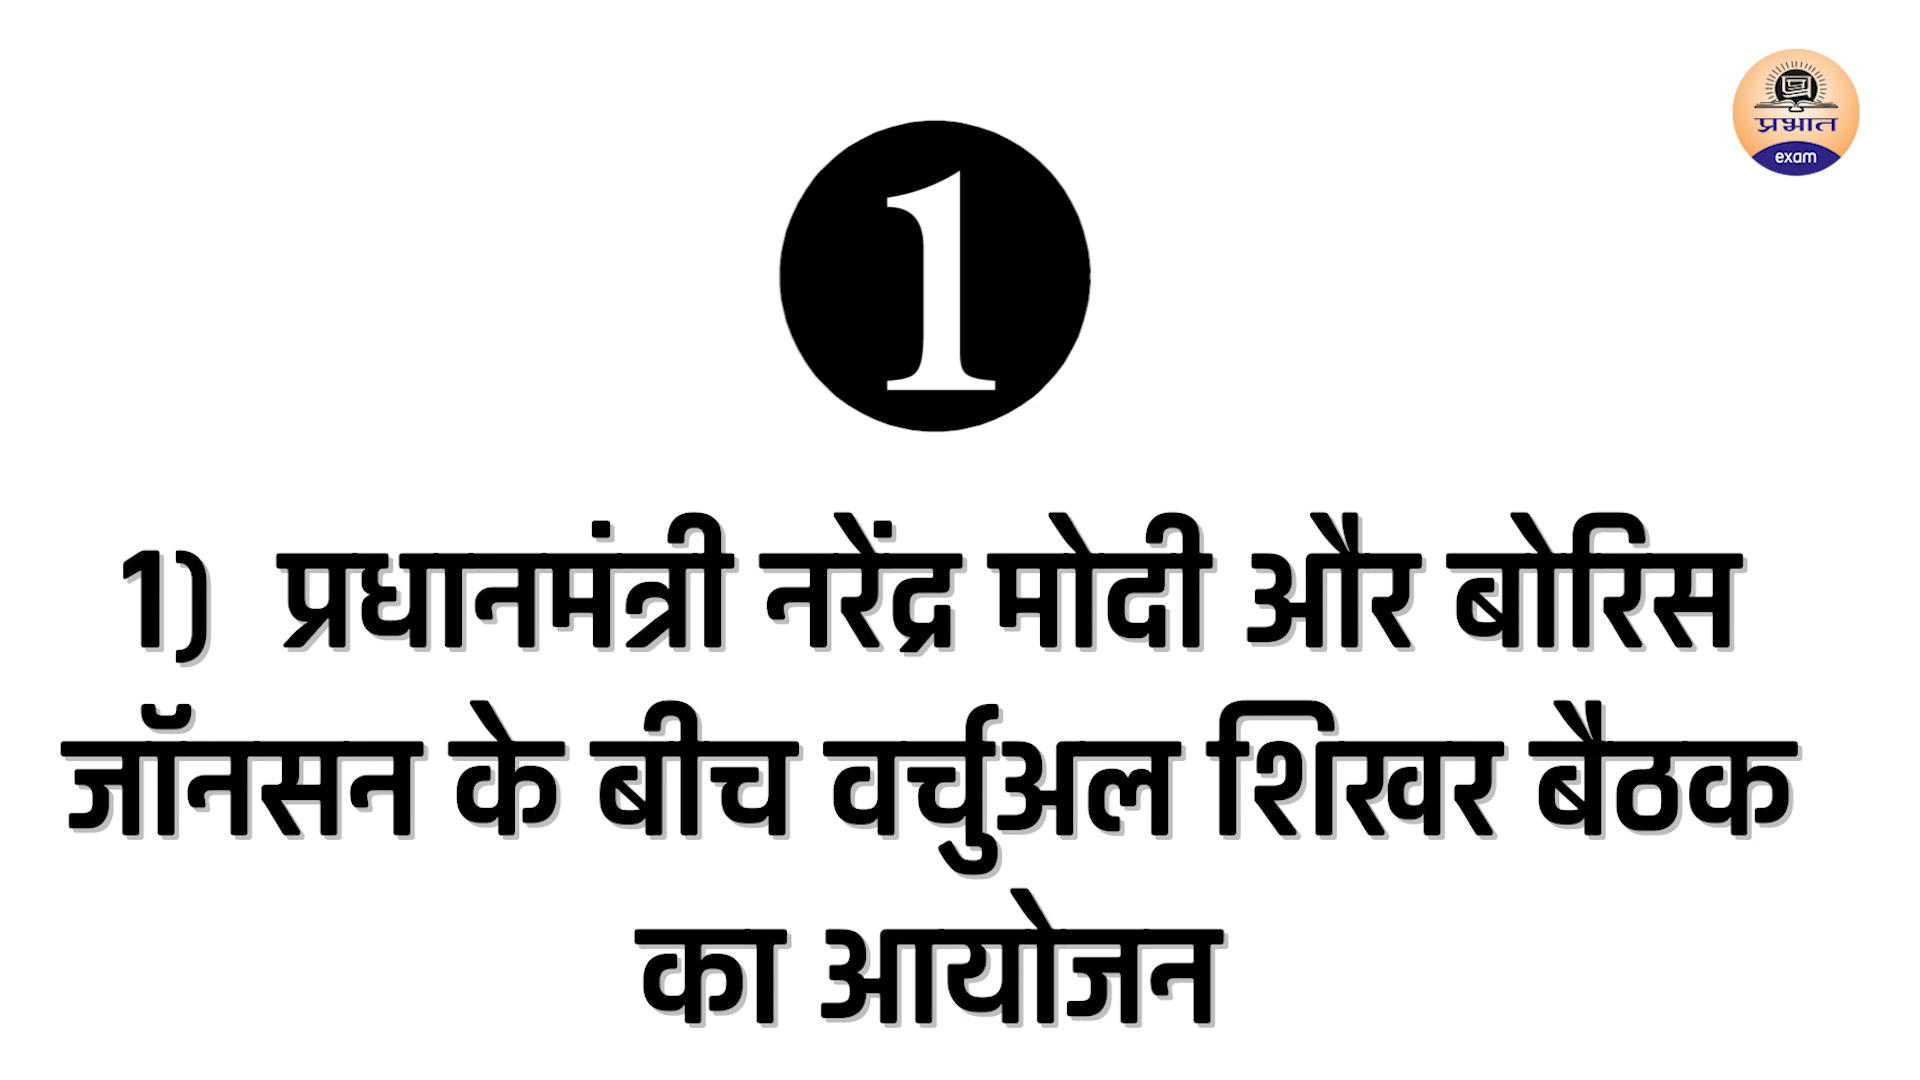 प्रभात
exam
1
1) प्रधानमंत्री नरेंद्र मोदी और बोरिस
जॉनसन के बीच वर्चुअल शिखर बैठक
का आयोजन